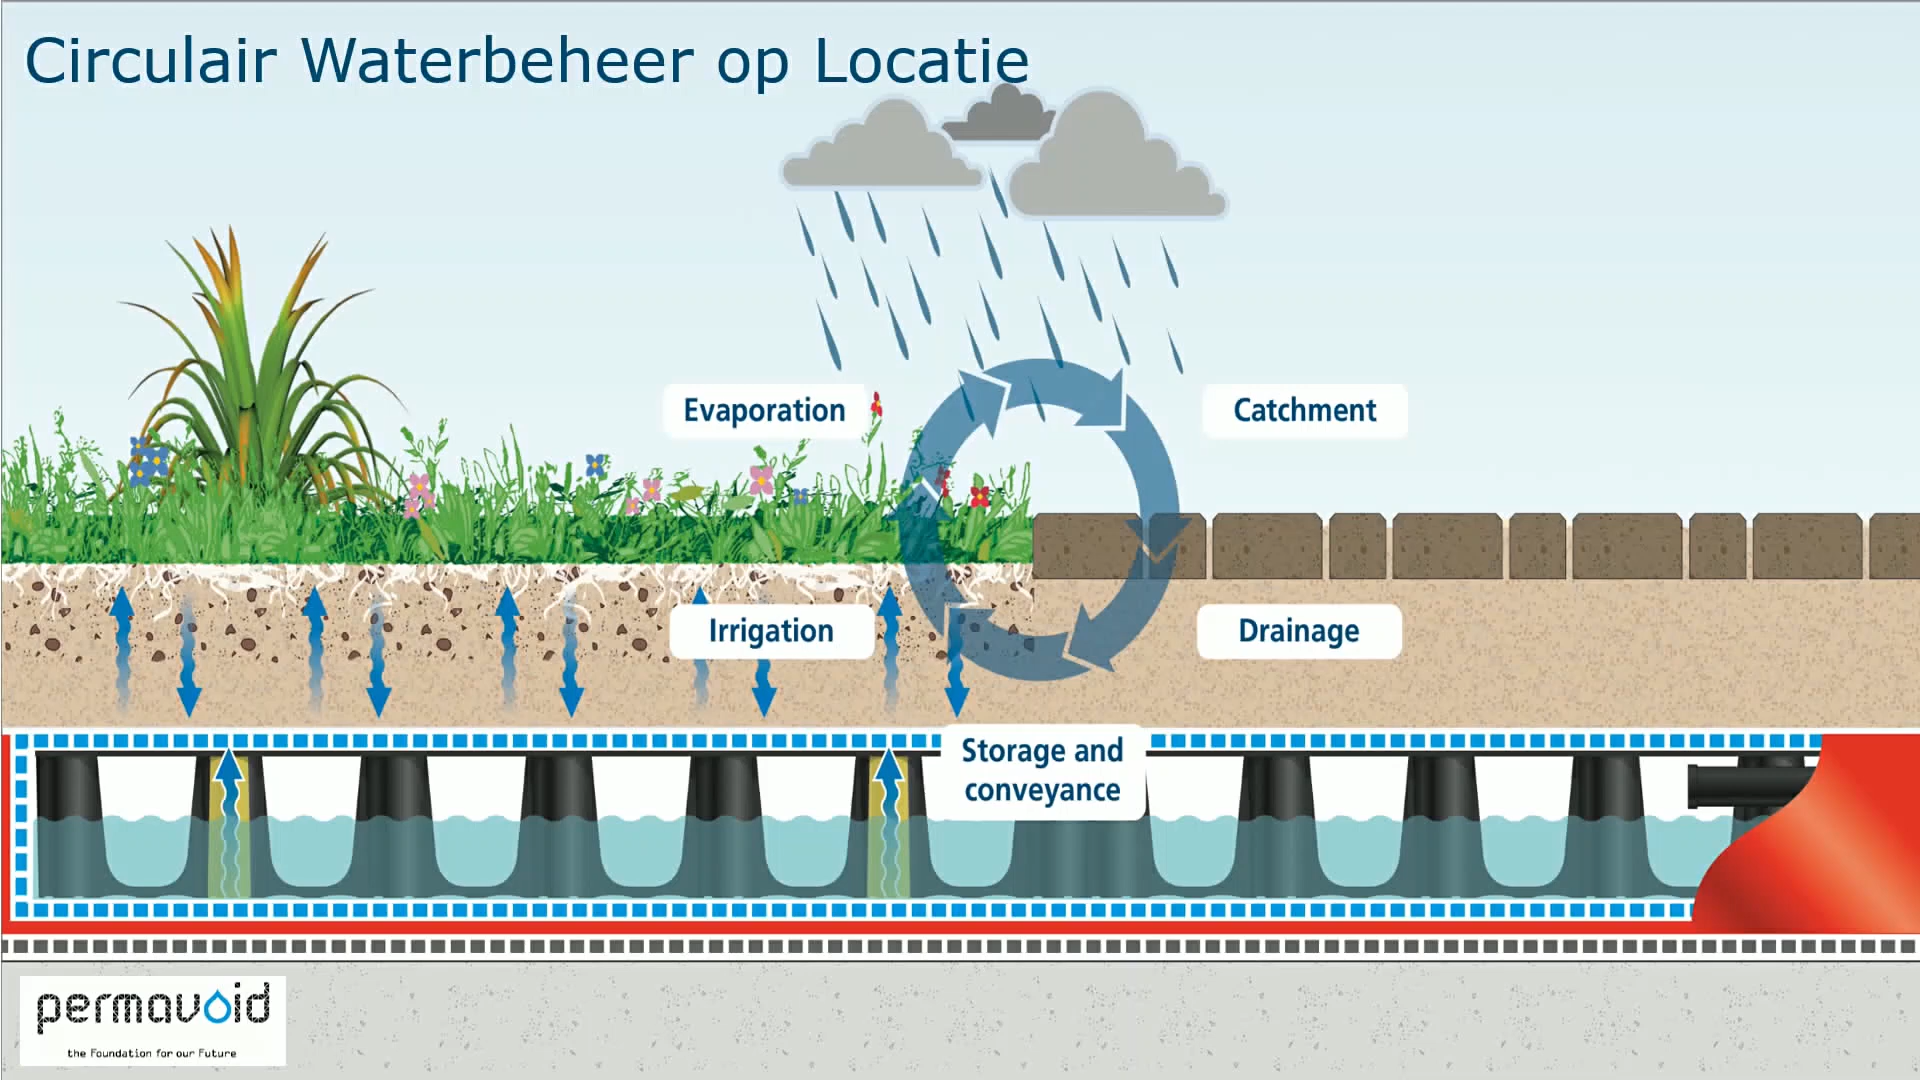 Circulair Waterbeheer op Locatie
Evaporation
Catchment
Irrigation
Drainage
Storage and
conveyance
permavoid
the Foundation for our Future